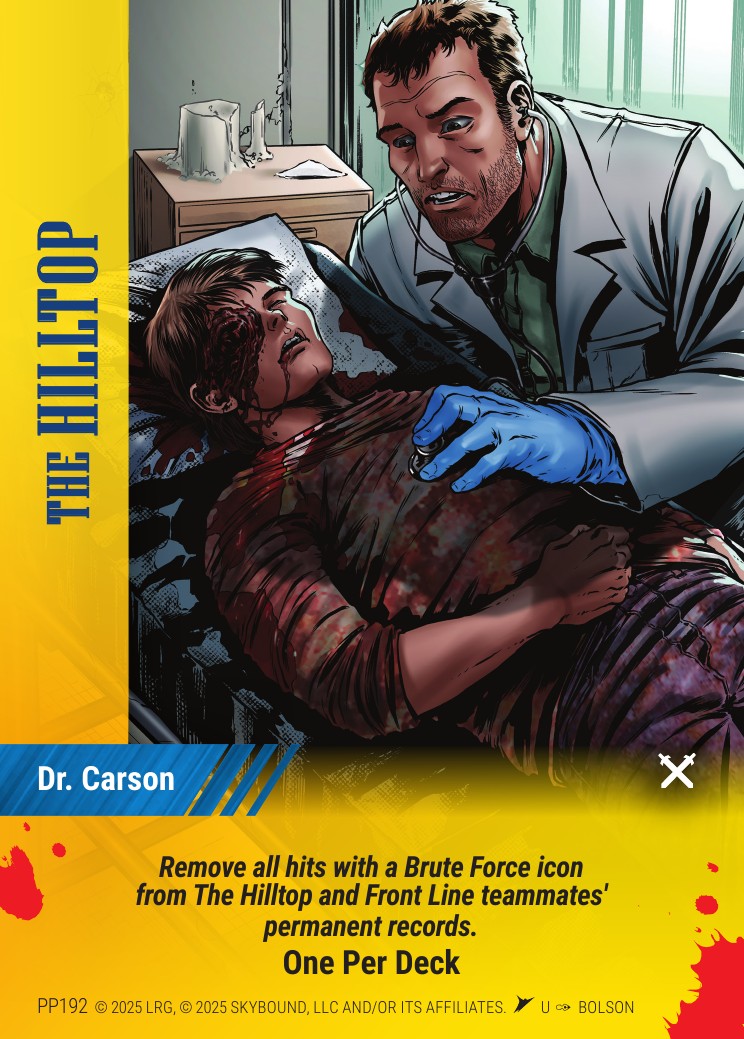 THE HILLTOP
Dr. Carson
Remove all hits with a Brute Force icon
from The Hilltop and Front Line teammates'
permanent records.
One Per Deck
PP192 © 2025 LRG, © 2025 SKYBOUND, LLC AND/OR ITS AFFILIATES. U BOLSON